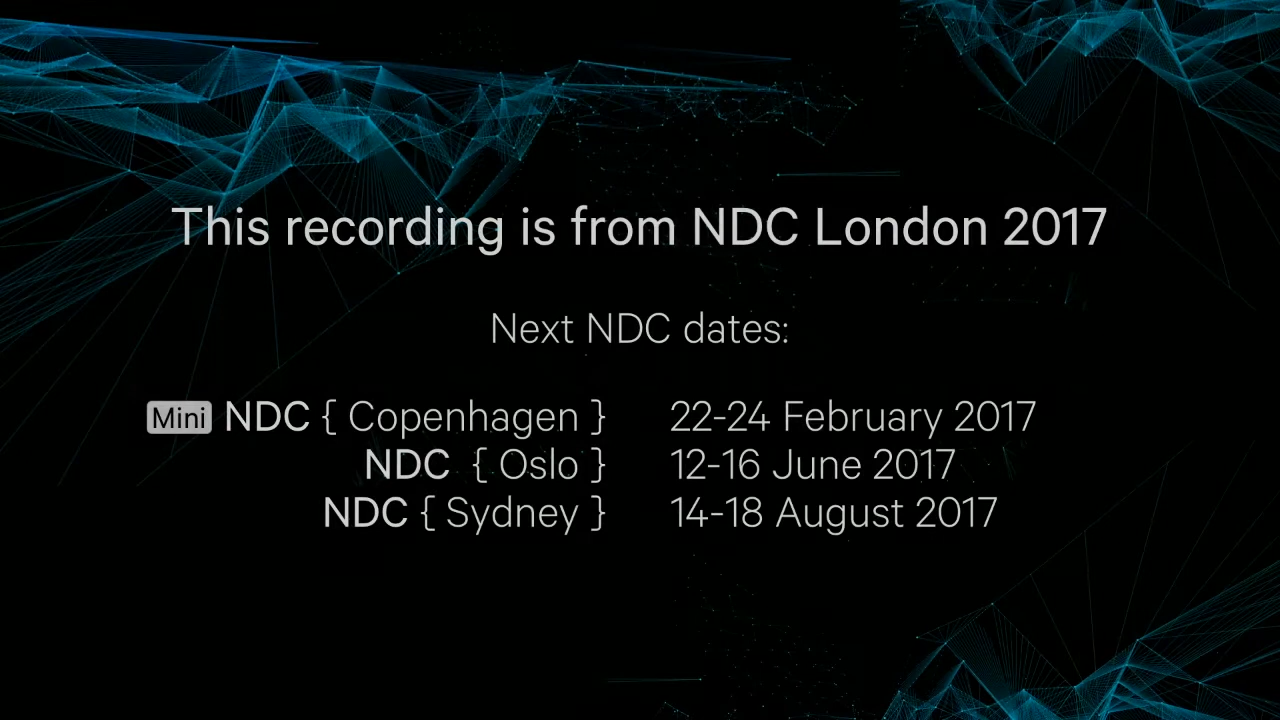 This recording is from NDC London 2017
Next NDC dates:
Mini NDC { Copenhagen } 22-24 February 2017
NDC { Oslo } 12-16 June 2017
NDC { Sydney } 14-18 August 2017